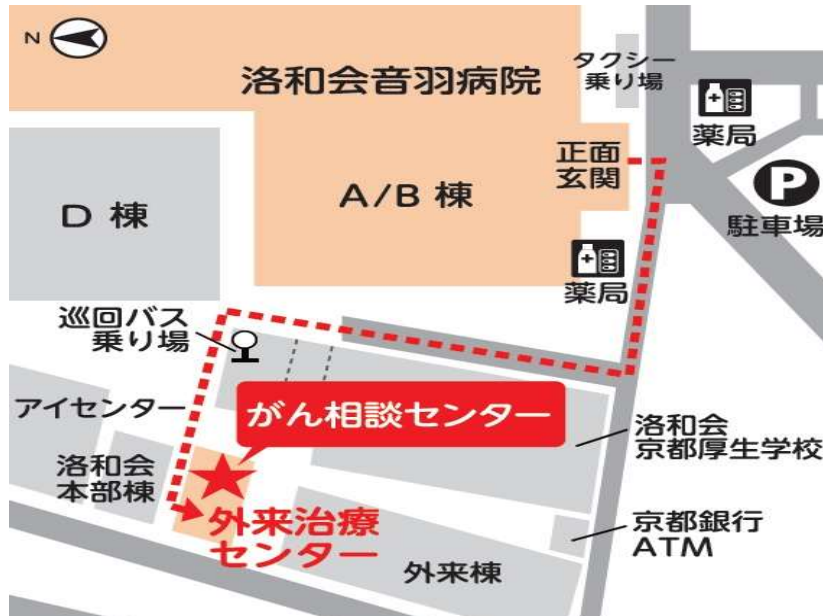 N
洛和会音羽病院
タクシー
乗り場
薬局
正面
玄関
A/B 棟
D 棟
P
駐車場
薬局
巡回バス
乗り場
アイセンター
がん相談センター
洛和会
京都厚生学校
洛和会
本部棟
外来治療
センター
京都銀行
ATM
外来棟